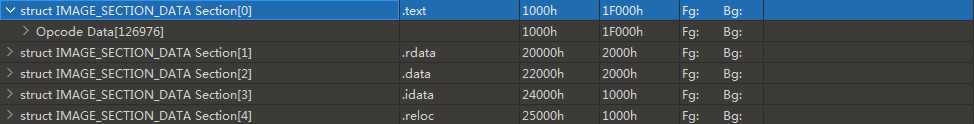 struct IMAGE_SECTION_DATA Section[0] .text 1000h 1F000h Fg: Bg:
Opcode Data[126976] 1000h 1F000h Fg: Bg:
struct IMAGE_SECTION_DATA Section[1] .rdata 20000h 2000h Fg: Bg:
struct IMAGE_SECTION_DATA Section[2] .data 22000h 2000h Fg: Bg:
struct IMAGE_SECTION_DATA Section[3] .idata 24000h 1000h Fg: Bg:
struct IMAGE_SECTION_DATA Section[4] .reloc 25000h 1000h Fg: Bg: